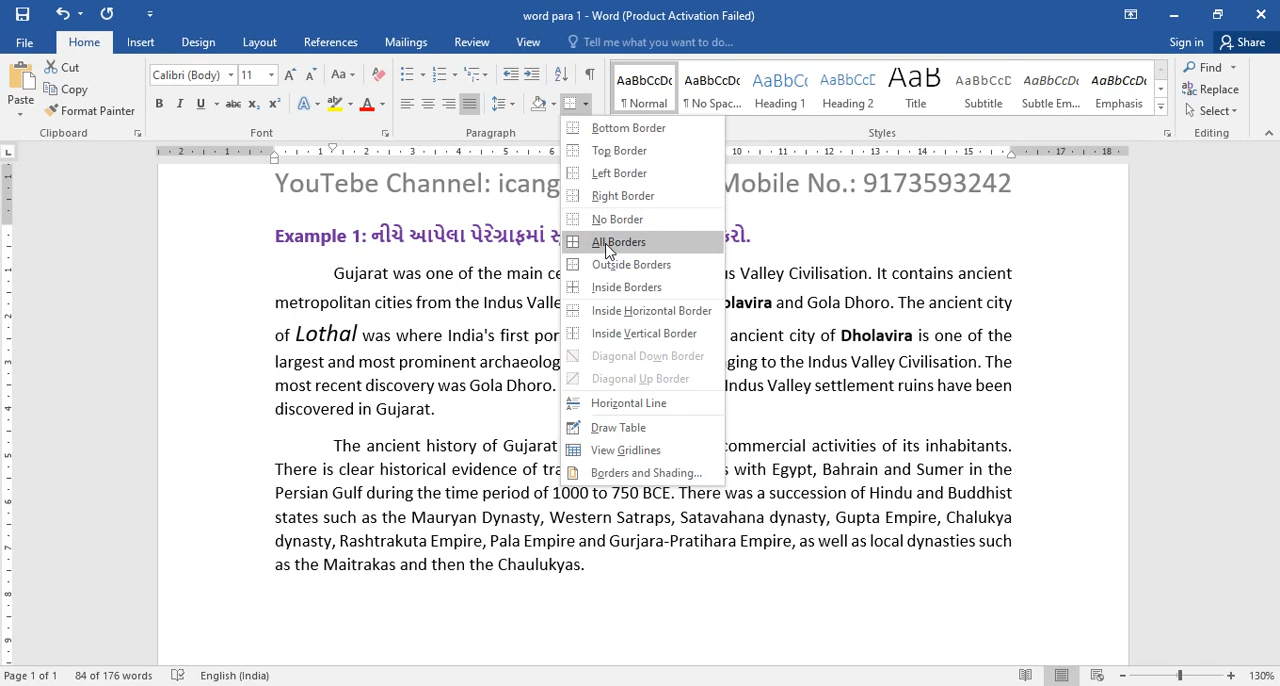 word para 1 - Word (Product Activation Failed)
File Home Insert Design Layout References Mailings Review View Tell me what you want to do... Sign in Share
Paste Cut Copy Format Painter
Calibri (Body) 11
AaBbCcDc ¶ Normal AaBbCcDc ¶ No Spac... AaBbC Heading 1 AaBbCcE Heading 2 AaB Title AaBbCcD Subtitle AaBbCcDc Subtle Em... AaBbCcDc Emphasis
Find Replace Select
Clipboard Font Paragraph Styles Editing
Bottom Border
Top Border
Left Border
Right Border
No Border
All Borders
Outside Borders
Inside Borders
Inside Horizontal Border
Inside Vertical Border
Diagonal Down Border
Diagonal Up Border
Horizontal Line
Draw Table
View Gridlines
Borders and Shading...
YouTebe Channel: icang Mobile No.: 9173593242
Example 1: નીચે આપેલા પેરેગ્રાફમાં કરો.
Gujarat was one of the main ce us Valley Civilisation. It contains ancient
metropolitan cities from the Indus Valle lavira and Gola Dhoro. The ancient city
of Lothal was where India's first por ancient city of Dholavira is one of the
largest and most prominent archaeolog ging to the Indus Valley Civilisation. The
most recent discovery was Gola Dhoro. Indus Valley settlement ruins have been
discovered in Gujarat.
The ancient history of Gujarat commercial activities of its inhabitants.
There is clear historical evidence of tra s with Egypt, Bahrain and Sumer in the
Persian Gulf during the time period of 1000 to 750 BCE. There was a succession of Hindu and Buddhist
states such as the Mauryan Dynasty, Western Satraps, Satavahana dynasty, Gupta Empire, Chalukya
dynasty, Rashtrakuta Empire, Pala Empire and Gurjara-Pratihara Empire, as well as local dynasties such
as the Maitrakas and then the Chaulukyas.
Page 1 of 1 84 of 176 words English (India) 130%